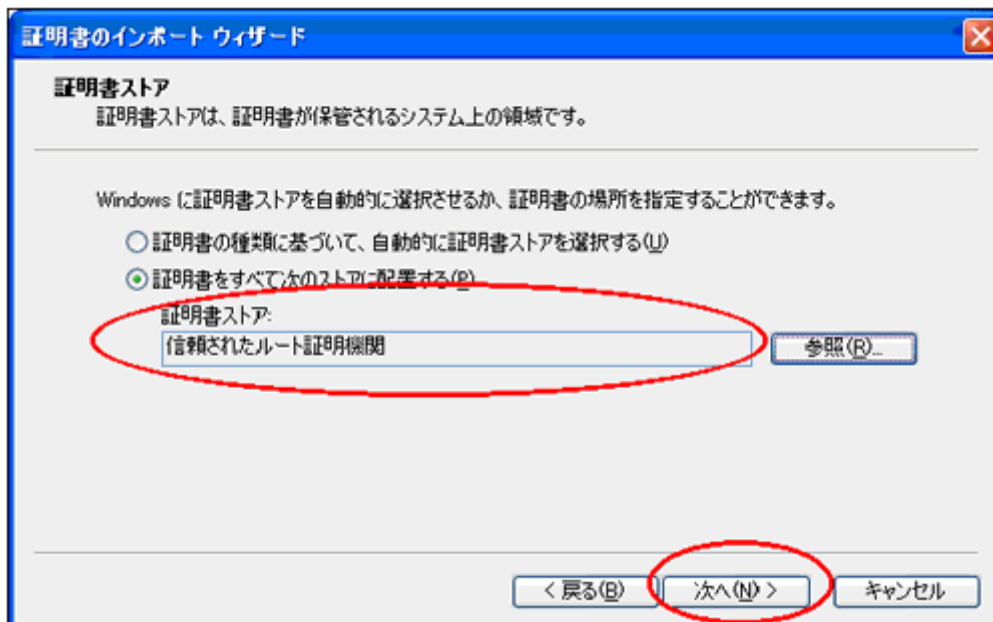 証明書のインポート ウィザード
証明書ストア
証明書ストアは、証明書が保管されるシステム上の領域です。
Windows に証明書ストアを自動的に選択させるか、証明書の場所を指定することができます。
証明書の種類に基づいて、自動的に証明書ストアを選択する(U)
証明書をすべて次のストアに配置する(P)
証明書ストア:
信頼されたルート証明機関
参照(R)...
< 戻る(B)
次へ(N) >
キャンセル